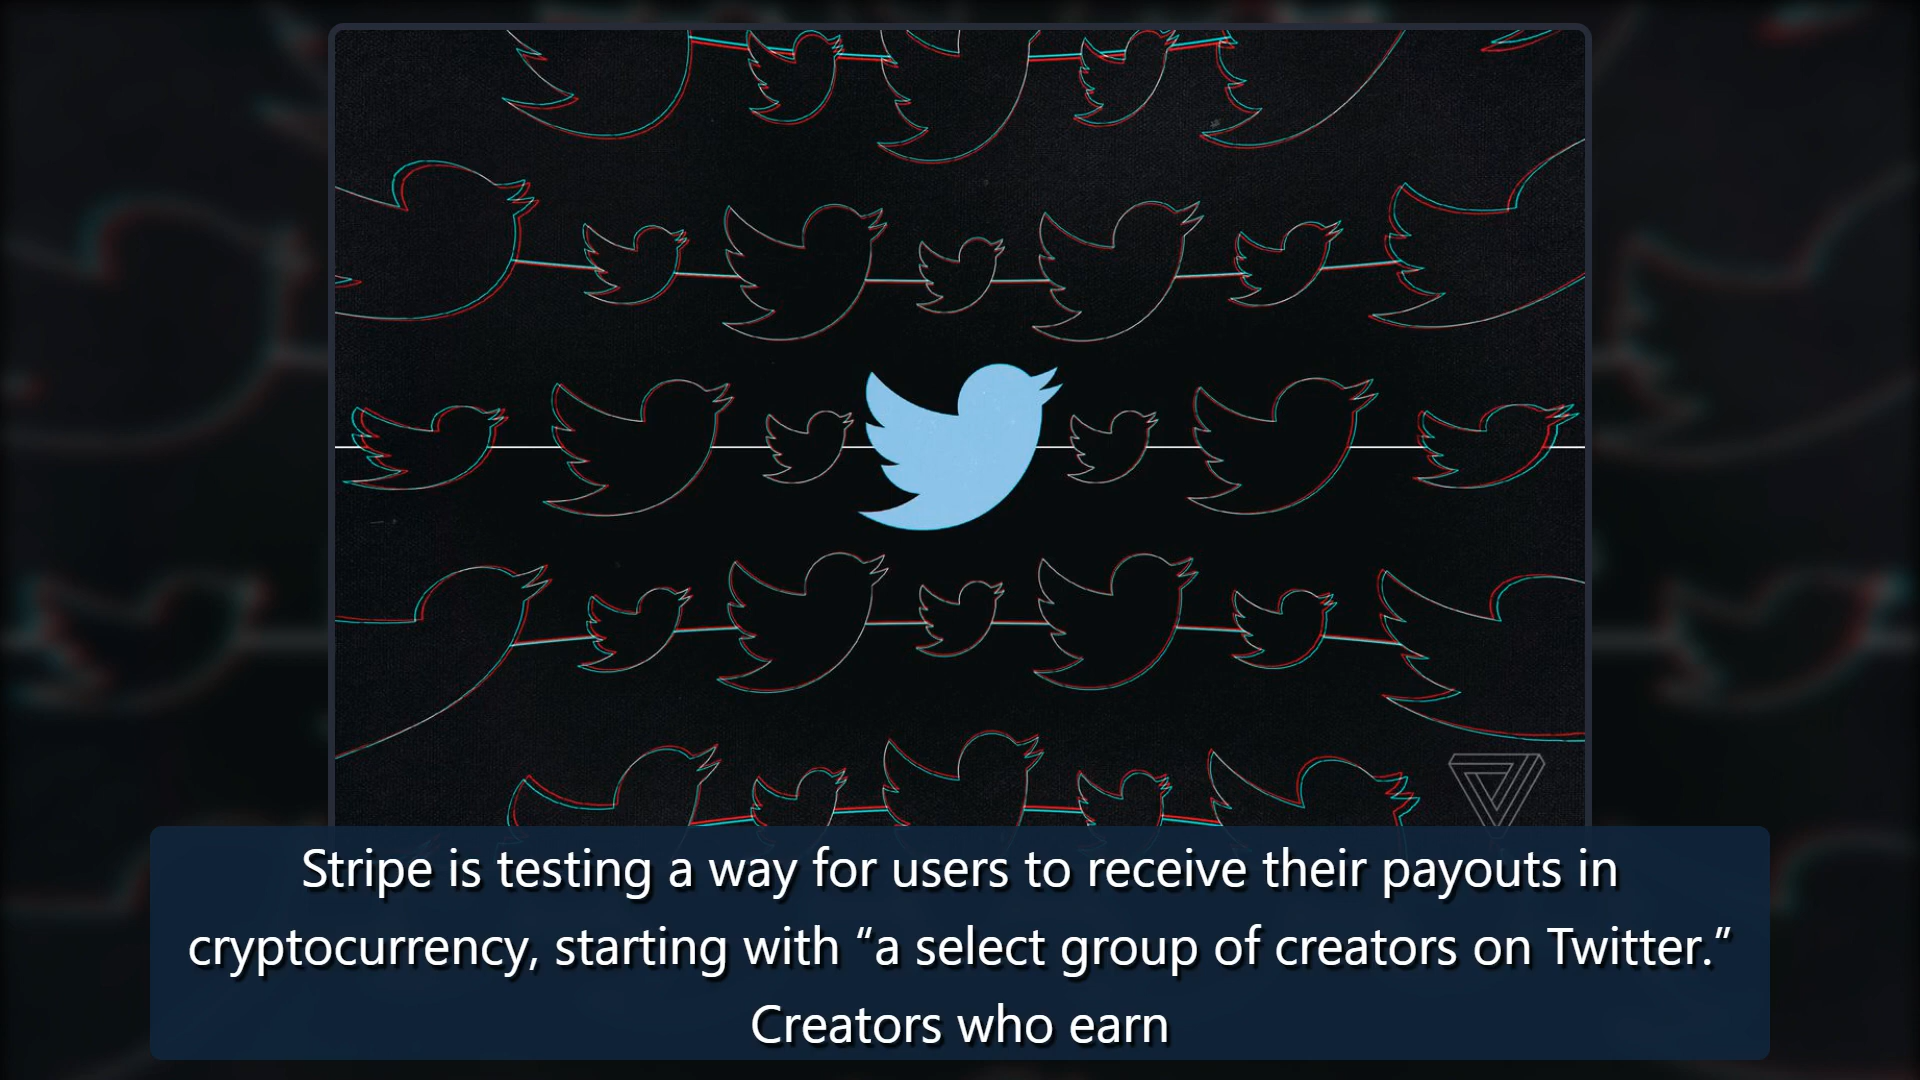 Stripe is testing a way for users to receive their payouts in
cryptocurrency, starting with “a select group of creators on Twitter.”
Creators who earn